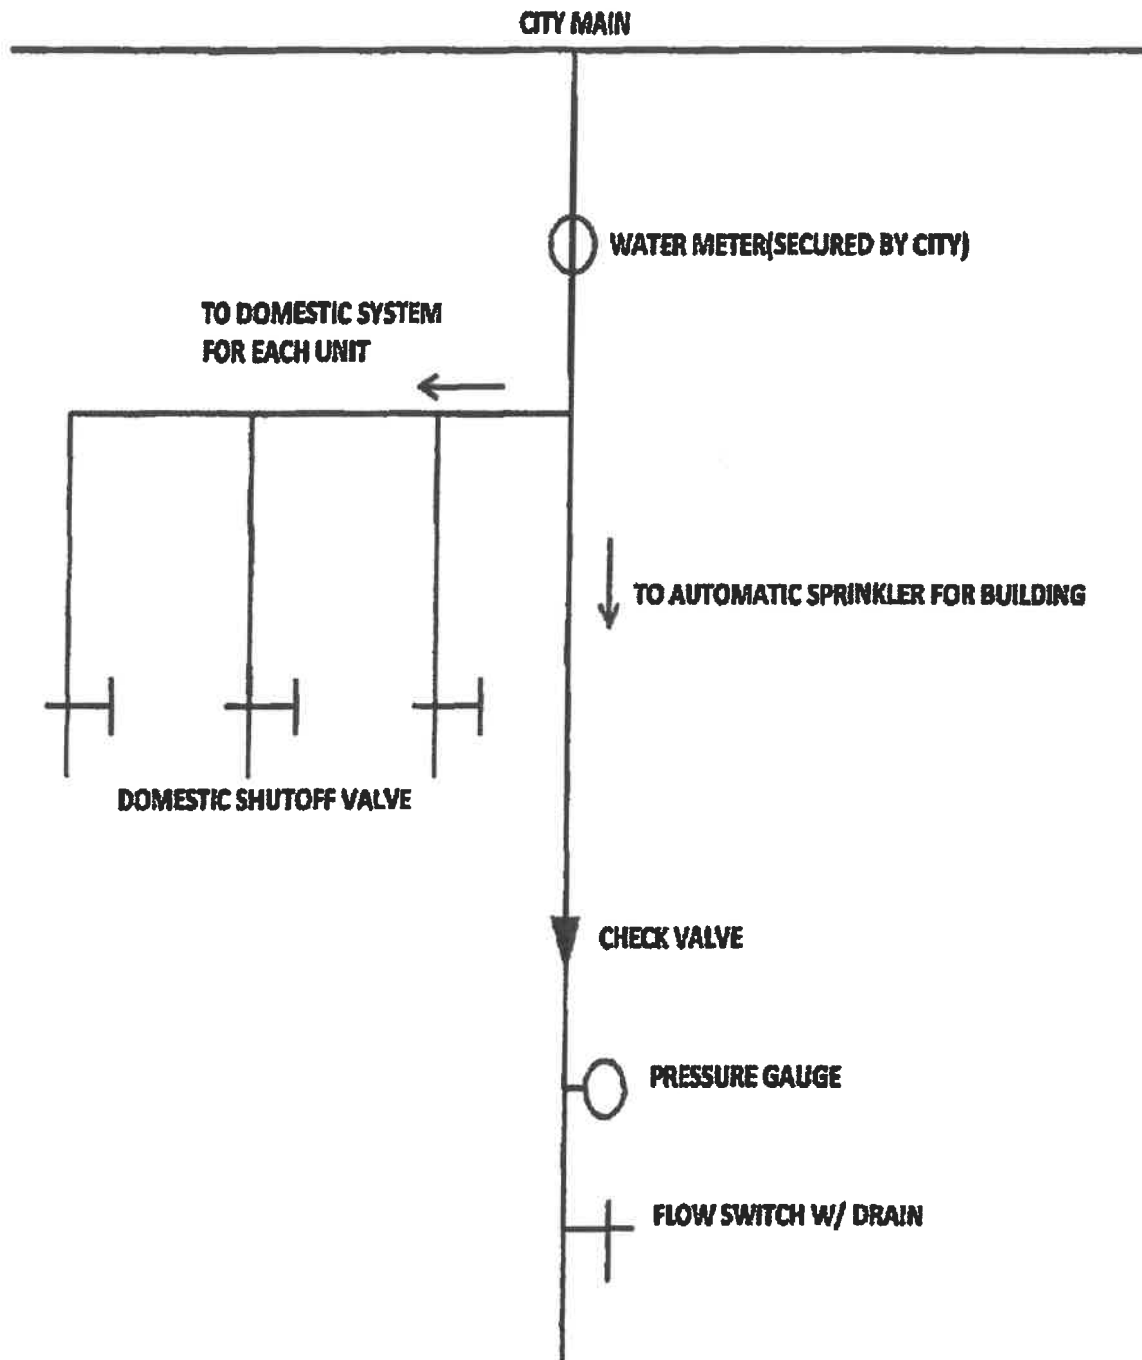 CITY MAIN
WATER METER(SECURED BY CITY)
TO DOMESTIC SYSTEM
FOR EACH UNIT
TO AUTOMATIC SPRINKLER FOR BUILDING
DOMESTIC SHUTOFF VALVE
CHECK VALVE
PRESSURE GAUGE
FLOW SWITCH W/ DRAIN